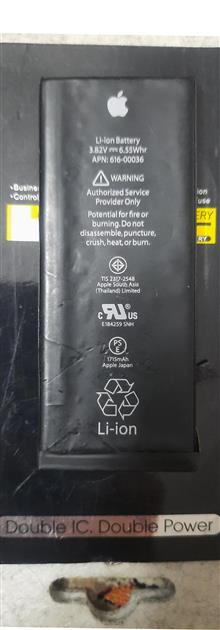 Li-ion Battery
3.82V ⎓ 6.55Whr
APN: 616-00036
WARNING
Authorized Service
Provider Only
Potential for fire or
burning. Do not
disassemble, puncture,
crush, heat, or burn.
TIS 2217-2548
Apple South Asia
(Thailand) Limited
c RU us
E184259 SNH
PS
E
1715mAh
Apple Japan
Li-ion
Double IC. Double Power